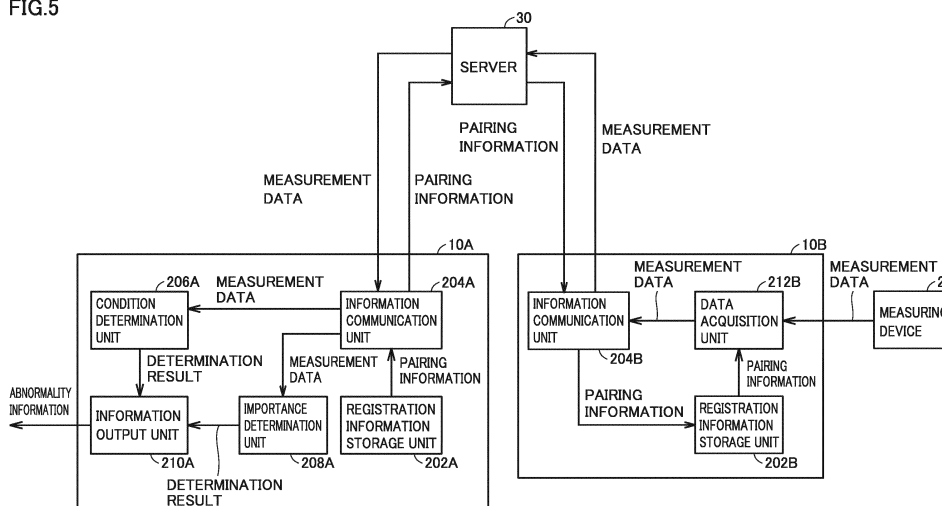 FIG.5
30
SERVER
PAIRING
INFORMATION
MEASUREMENT
DATA
MEASUREMENT
DATA
PAIRING
INFORMATION
10A
206A
MEASUREMENT
DATA
204A
CONDITION
DETERMINATION
UNIT
INFORMATION
COMMUNICATION
UNIT
DETERMINATION
RESULT
MEASUREMENT
DATA
PAIRING
INFORMATION
ABNORMALITY
INFORMATION
INFORMATION
OUTPUT UNIT
IMPORTANCE
DETERMINATION
UNIT
REGISTRATION
INFORMATION
STORAGE UNIT
210A
208A
202A
DETERMINATION
RESULT
10B
MEASUREMENT
DATA
212B
MEASUREMENT
DATA
INFORMATION
COMMUNICATION
UNIT
DATA
ACQUISITION
UNIT
MEASURING
DEVICE
204B
PAIRING
INFORMATION
PAIRING
INFORMATION
REGISTRATION
INFORMATION
STORAGE UNIT
202B